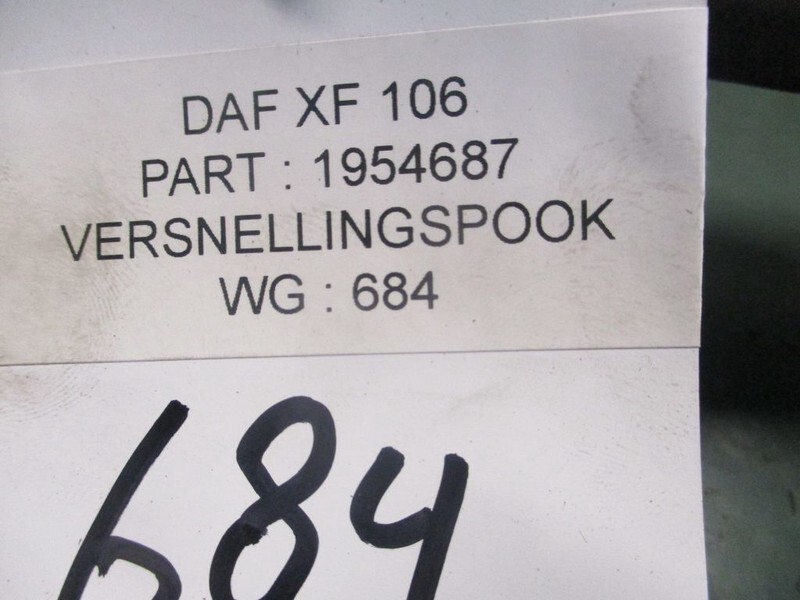 DAF XF 106
PART : 1954687
VERSNELLINGSPOOK
WG : 684
684